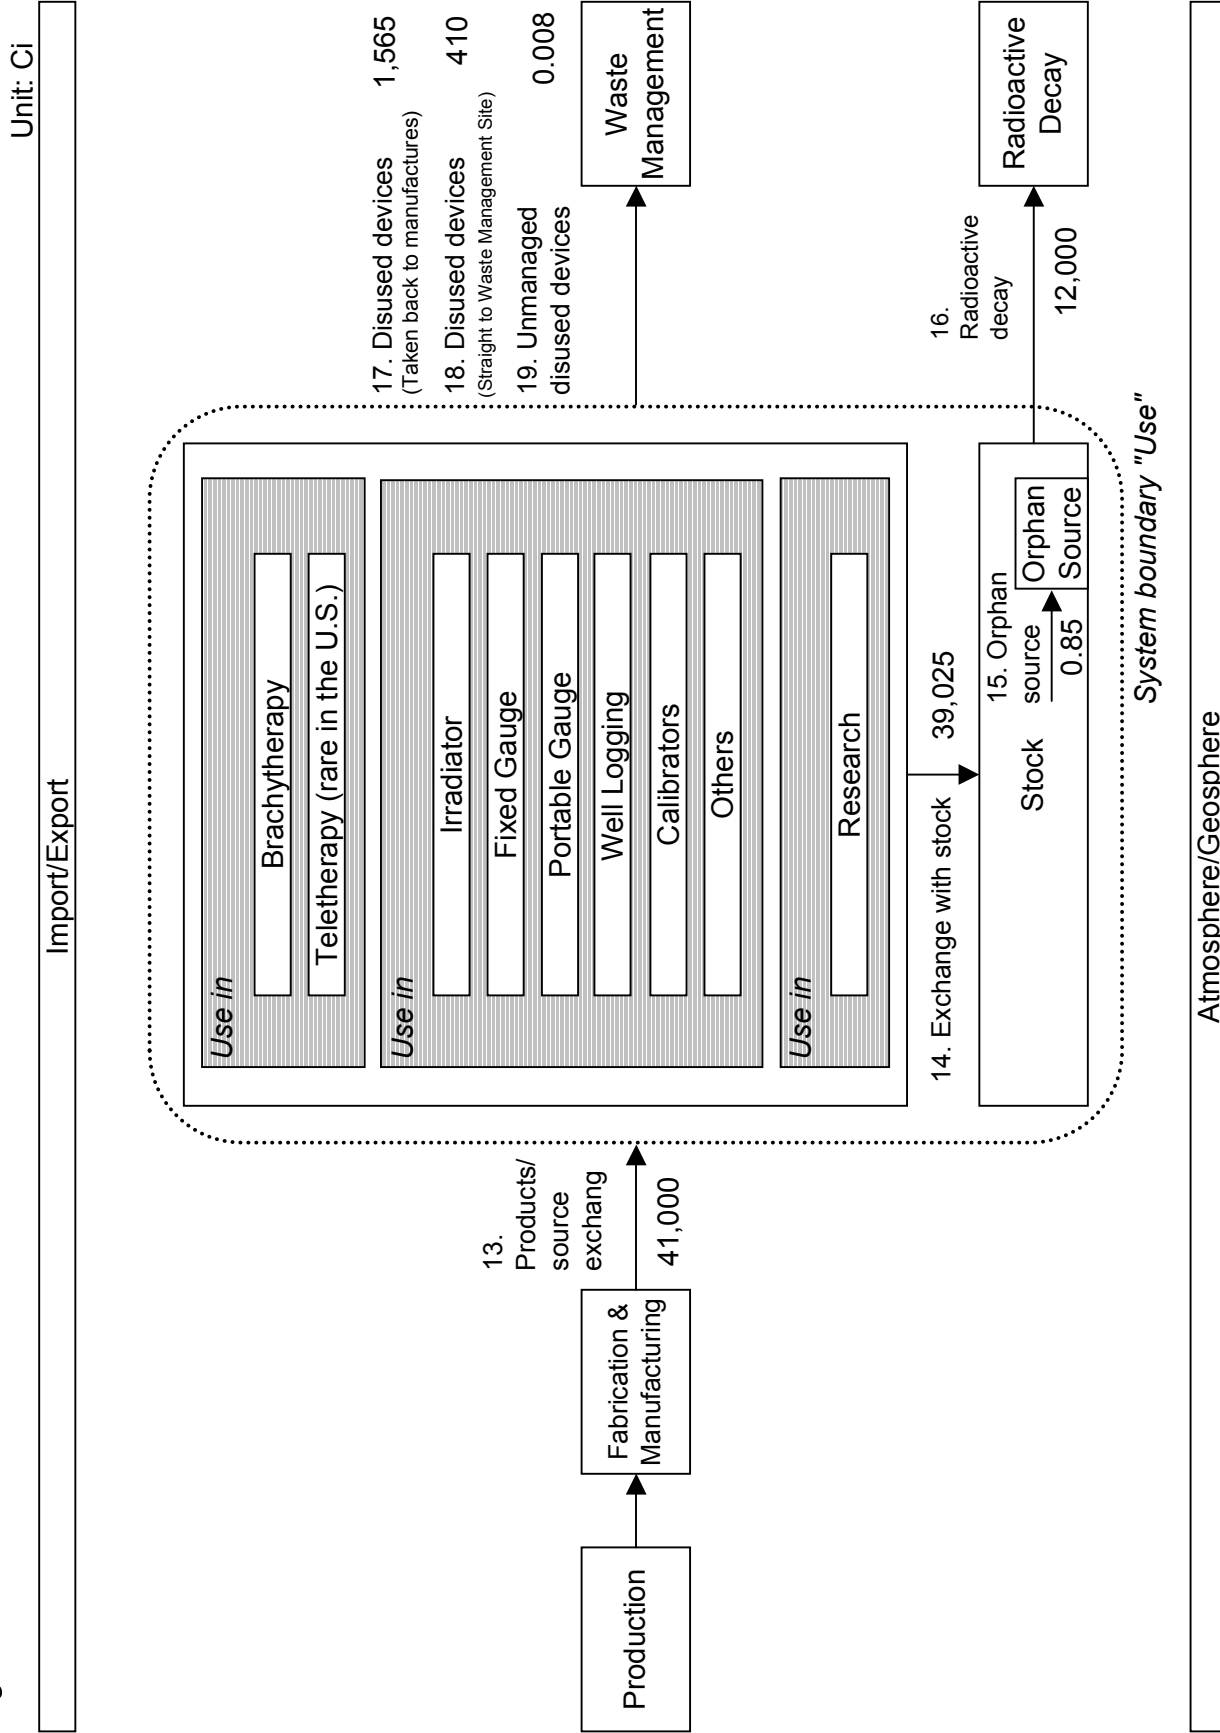 Unit: Ci
Import/Export
Production
Fabrication &
Manufacturing
13.
Products/
source
exchang
41,000
Use in
Brachytherapy
Teletherapy (rare in the U.S.)
Use in
Irradiator
Fixed Gauge
Portable Gauge
Well Logging
Calibrators
Others
Use in
Research
14. Exchange with stock 39,025
Stock
15. Orphan
source
0.85
Orphan
Source
System boundary "Use"
17. Disused devices 1,565
(Taken back to manufactures)
18. Disused devices 410
(Straight to Waste Management Site)
19. Unmanaged
disused devices 0.008
Waste
Management
16.
Radioactive
decay
12,000
Radioactive
Decay
Atmosphere/Geosphere